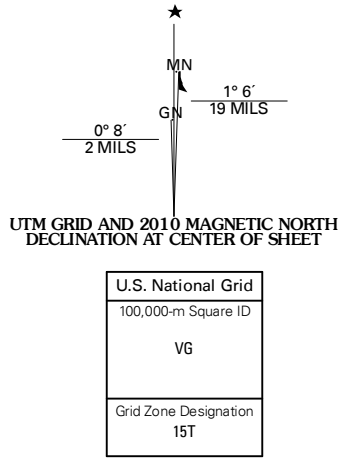 MN
1° 6´
19 MILS
GN
0° 8´
2 MILS
UTM GRID AND 2010 MAGNETIC NORTH
DECLINATION AT CENTER OF SHEET
U.S. National Grid
100,000-m Square ID
VG
Grid Zone Designation
15T